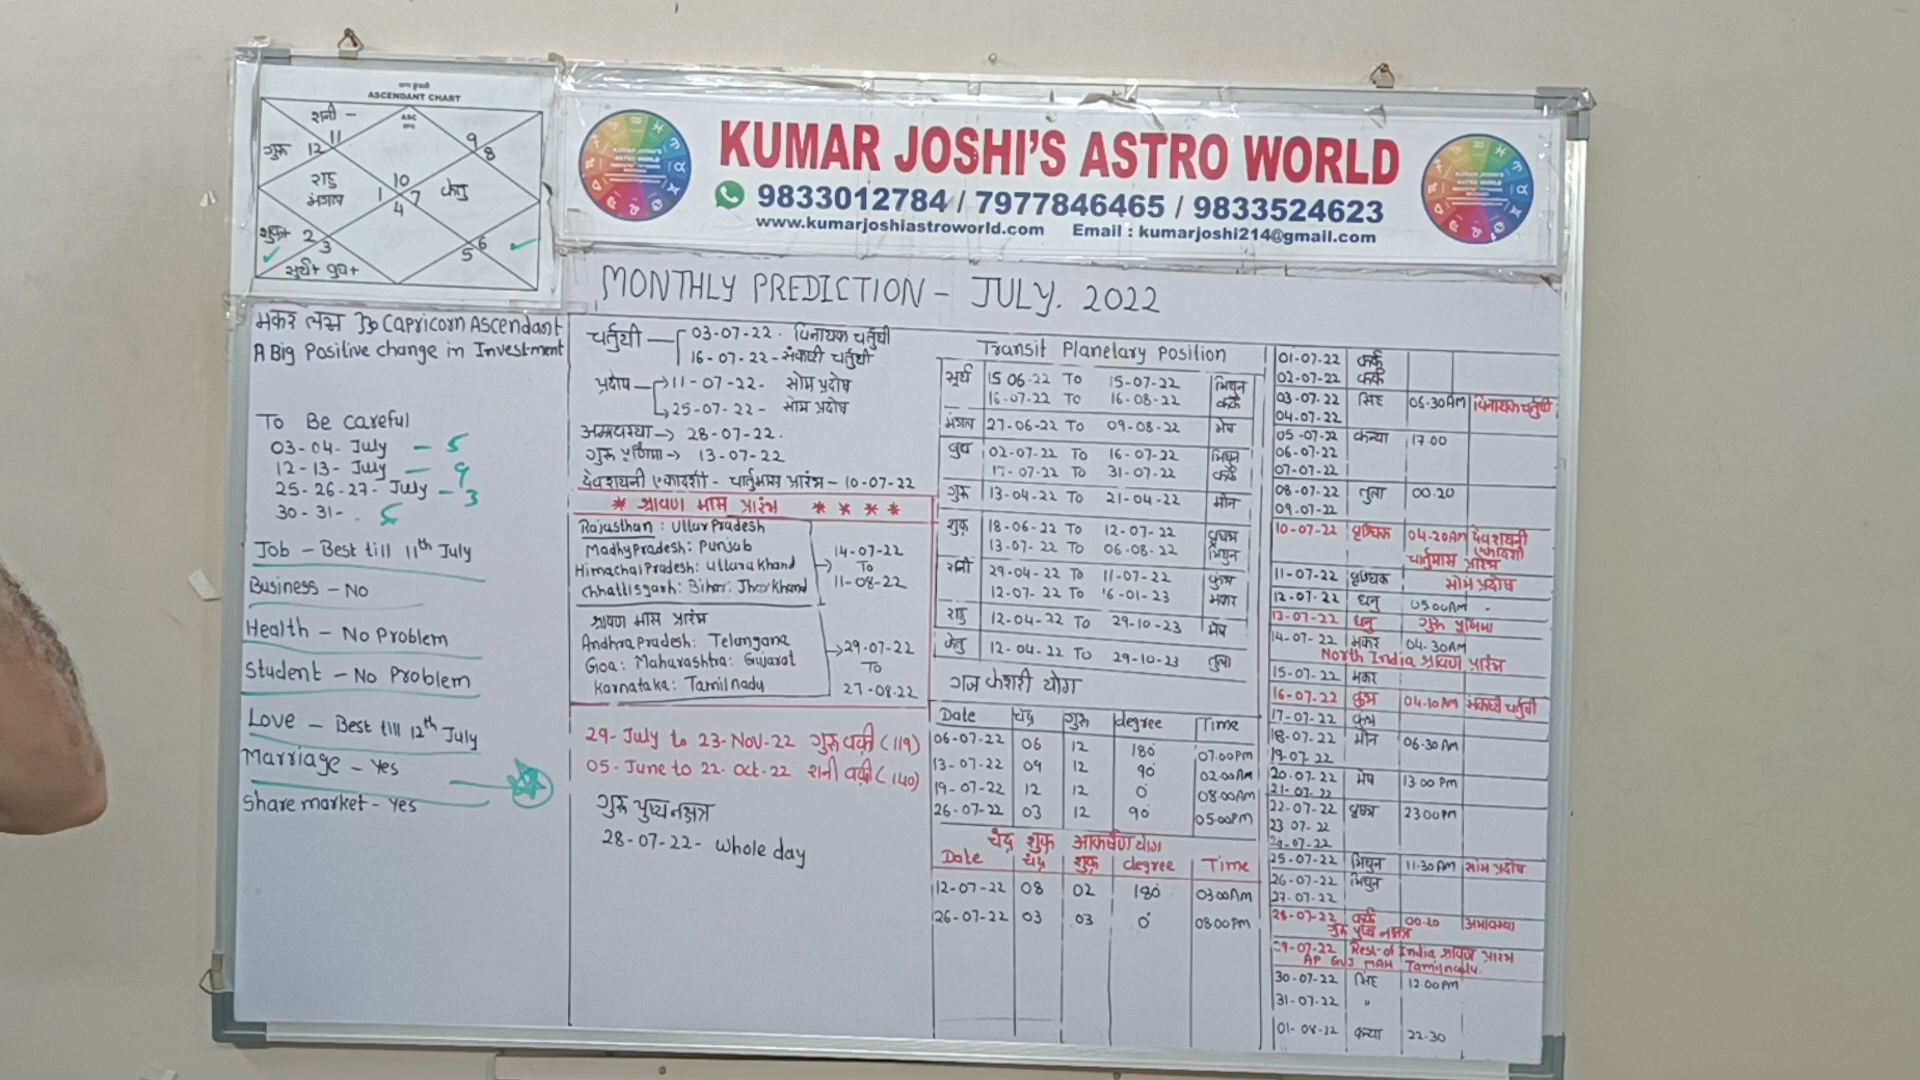 लग्न कुंडली
ASCENDANT CHART
ASC
लग्न
शनी -
11
गुरु 12
9
8
राहु
मंगल
10
1
7
4
केतु
शुक्र+
2
3
6
5
सूर्य+ बुध+
KUMAR JOSHI'S ASTRO WORLD
9833012784 / 7977846465 / 9833524623
www.kumarjoshiastroworld.com Email : kumarjoshi214@gmail.com
MONTHLY PREDICTION - JULY. 2022
मकर लग्न Capricorn Ascendant
A Big Positive change in Investment
To Be Careful
03-04- July - 5
12-13- July - 9
25-26-27- July - 3
30-31-
Job - Best till 11th July
Business - No
Health - No Problem
Student - No Problem
Love - Best till 12th July
Marriage - Yes
Share market - Yes
चर्तुथी
03-07-22 - विनायक चर्तुथी
16-07-22 - संकष्टी चर्तुथी
प्रदोष
11-07-22 - सोम प्रदोष
25-07-22 - सोम प्रदोष
अमावस्या → 28-07-22.
गुरु पूर्णिमा → 13-07-22
देवशयनी एकादशी - चार्तुमास प्रारंभ - 10-07-22
* श्रावण मास प्रारंभ * * * *
Rajasthan : Uttar Pradesh
Madhy Pradesh : Punjab
Himachal Pradesh : Uttara Khand
Chhattisgarh : Bihar : Jhar Khand
14-07-22
TO
11-08-22
श्रावण मास प्रारंभ
Andhra Pradesh : Telangana
Goa : Maharashtra : Gujarat
Karnataka : Tamilnadu
29-07-22
TO
27-08-22
29- July to 23-Nov-22 गुरु वक्री (119)
05- June to 22- Oct-22 शनी वक्री (140)
गुरु पुष्य नक्षत्र
28-07-22 - whole day
Transit Planetary Position
सूर्य 15 06-22 TO 15-07-22 मिथुन
16-07-22 TO 16-08-22 कर्क
मंगल 27-06-22 TO 09-08-22 मेष
बुध 02-07-22 TO 16-07-22 मिथुन
17-07-22 TO 31-07-22 कर्क
गुरु 13-04-22 TO 21-04-22 मीन
शुक्र 18-06-22 TO 12-07-22 वृषभ
13-07-22 TO 06-08-22 मिथुन
शनी 29-04-22 TO 11-07-22 कुंभ
12-07-22 TO 16-01-23 मकर
राहु 12-04-22 TO 29-10-23 मेष
केतु 12-04-22 TO 29-10-23 तुला
गज केशरी योग
Date चंद्र गुरु degree Time
06-07-22 06 12 180 07.00PM
13-07-22 09 12 90 02.00AM
19-07-22 12 12 0 08.00AM
26-07-22 03 12 90 05.00PM
चंद्र शुक्र आकर्षण योग
Date चंद्र शुक्र degree Time
12-07-22 08 02 180 03.00AM
26-07-22 03 03 0 08.00PM
01-07-22 कर्क
02-07-22 कर्क
03-07-22 सिंह 06.30AM विनायक चर्तुथी
04-07-22
05-07-22 कन्या 17.00
06-07-22
07-07-22
08-07-22 तुला 00.20
09-07-22
10-07-22 वृश्चिक 04.20AM देवशयनी एकादशी
चार्तुमास प्रारंभ
11-07-22 वृश्चिक सोम प्रदोष
12-07-22 धनु 05.00AM
13-07-22 धनु गुरु पूर्णिमा
14-07-22 मकर 04.30AM
North India श्रावण प्रारंभ
15-07-22 मकर
16-07-22 कुंभ 04.10AM संकष्टी चर्तुथी
17-07-22 कुंभ
18-07-22 मीन 06.30AM
19-07-22
20-07-22 मेष 13.00 PM
21-07-22
22-07-22 वृषभ 23.00PM
23-07-22
24-07-22
25-07-22 मिथुन 11.30AM सोम प्रदोष
26-07-22 मिथुन
27-07-22
28-07-22 कर्क 00.20 अमावस्या
गुरु पुष्य नक्षत्र
29-07-22 Rest of India श्रावण प्रारंभ
AP GUJ MAH Tamilnadu.
30-07-22 सिंह 12.00PM
31-07-22 "
01-08-22 कन्या 22.30